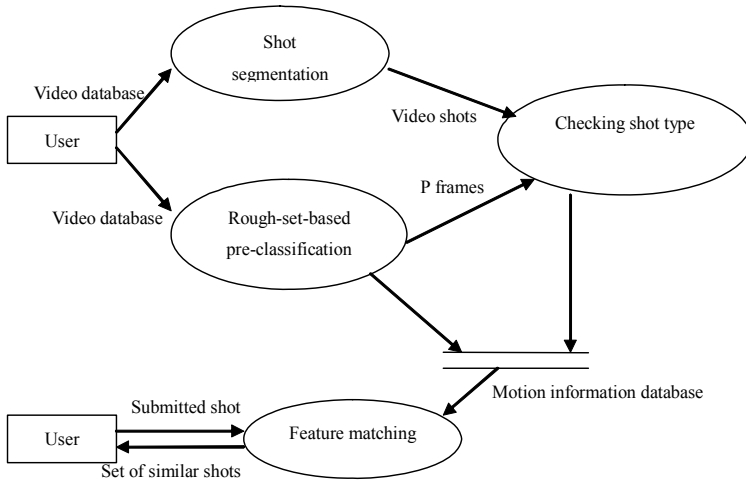 Shot
segmentation
Video database
Video shots
Checking shot type
User
P frames
Video database
Rough-set-based
pre-classification
Motion information database
Submitted shot
User
Feature matching
Set of similar shots